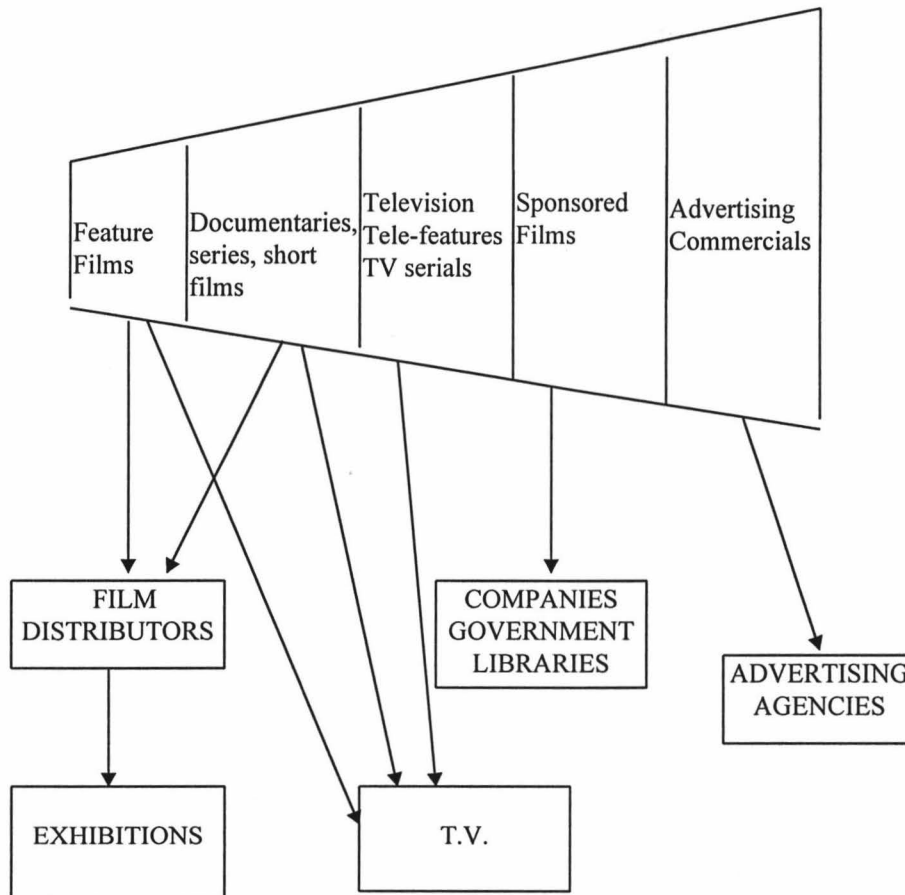 Feature
Films
Documentaries,
series, short
films
Television
Tele-features
TV serials
Sponsored
Films
Advertising
Commercials
FILM
DISTRIBUTORS
COMPANIES
GOVERNMENT
LIBRARIES
ADVERTISING
AGENCIES
EXHIBITIONS
T.V.